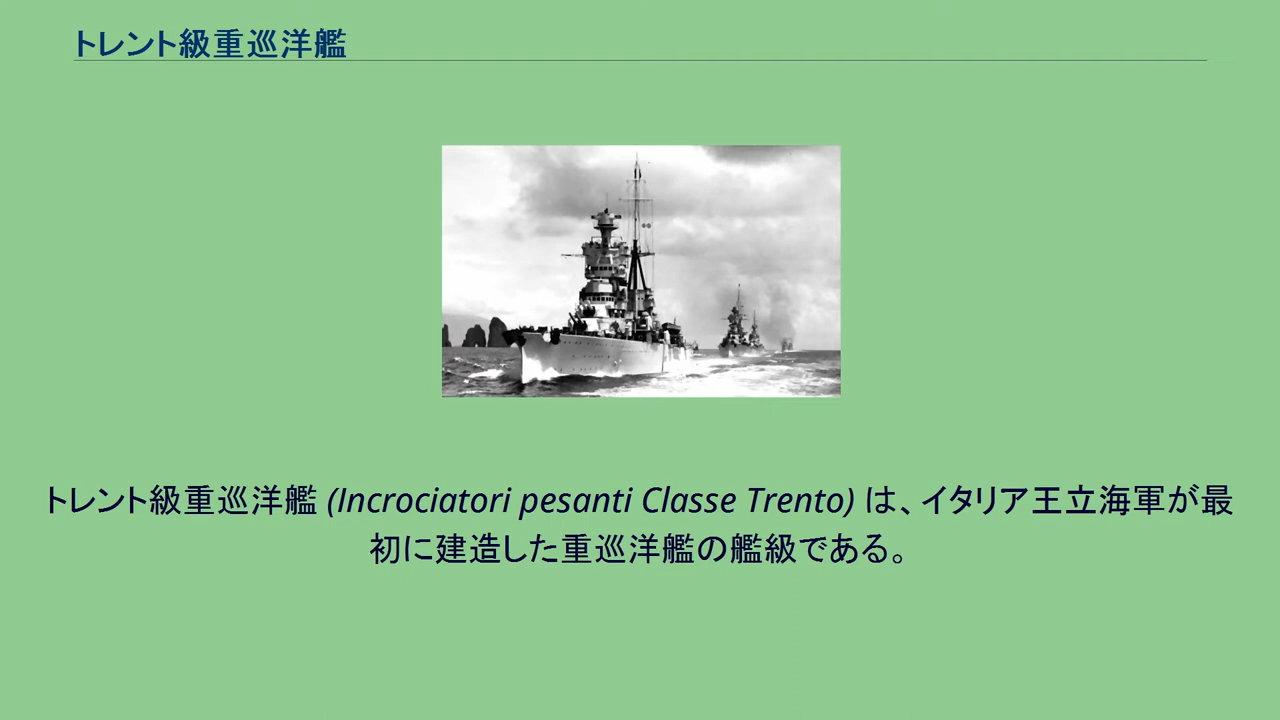 トレント級重巡洋艦
トレント級重巡洋艦 (Incrociatori pesanti Classe Trento) は、イタリア王立海軍が最
初に建造した重巡洋艦の艦級である。